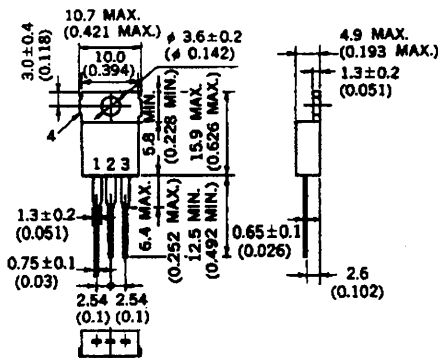 10.7 MAX.
(0.421 MAX.)
10.0
(0.394)
3.0±0.4
(0.118)
φ 3.6±0.2
(φ 0.142)
4
1 2 3
5.8 MIN.
(0.228 MIN.)
15.9 MAX.
(0.626 MAX.)
6.4 MAX.
(0.252 MAX.)
12.5 MIN.
(0.492 MIN.)
1.3±0.2
(0.051)
0.75±0.1
(0.03)
2.54
(0.1)
2.54
(0.1)
4.9 MAX.
(0.193 MAX.)
1.3±0.2
(0.051)
0.65±0.1
(0.026)
2.6
(0.102)